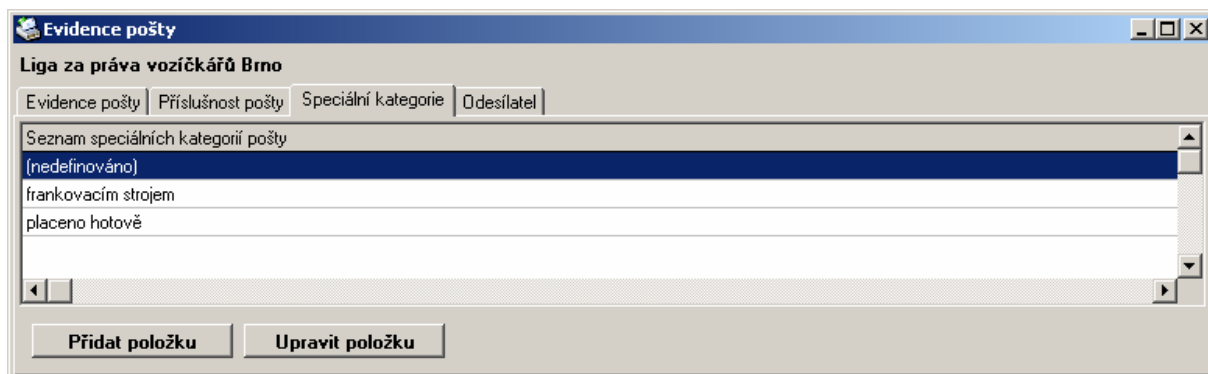 Evidence pošty
Liga za práva vozíčkářů Brno
Evidence pošty Příslušnost pošty Speciální kategorie Odesílatel
Seznam speciálních kategorií pošty
(nedefinováno)
frankovacím strojem
placeno hotově
Přidat položku Upravit položku